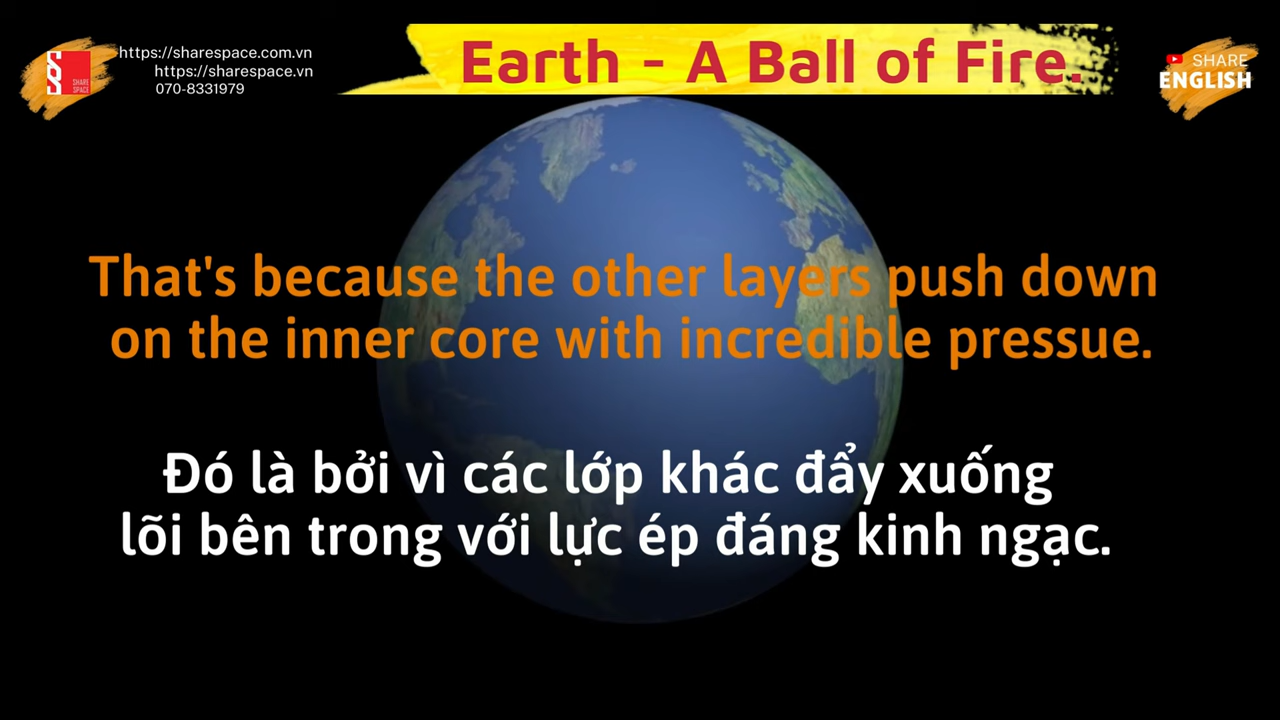 https://sharespace.com.vn
https://sharespace.vn
070-8331979
SHARE
SPACE
Earth - A Ball of Fire.
SHARE
ENGLISH
That's because the other layers push down
on the inner core with incredible pressue.
Đó là bởi vì các lớp khác đẩy xuống
lõi bên trong với lực ép đáng kinh ngạc.